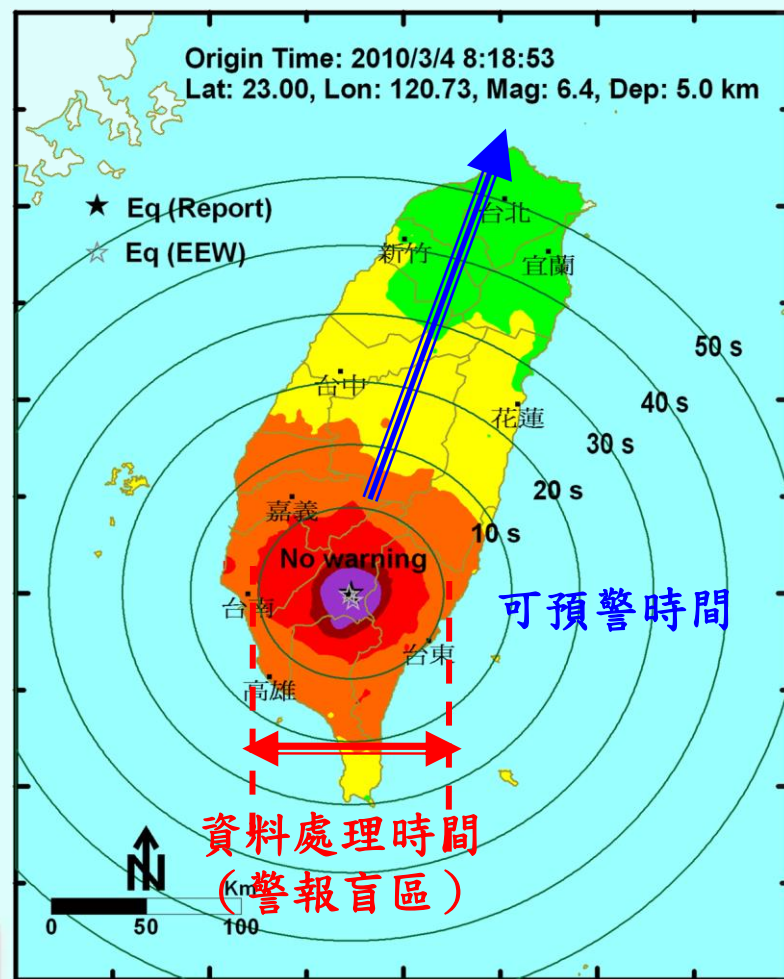 Origin Time: 2010/3/4 8:18:53
Lat: 23.00, Lon: 120.73, Mag: 6.4, Dep: 5.0 km
Eq (Report)
Eq (EEW)
台北
新竹
宜蘭
50 s
台中
40 s
花蓮
30 s
20 s
嘉義
10 s
No warning
台南
可預警時間
台東
高雄
資料處理時間
（警報盲區）
N
Km
0 50 100